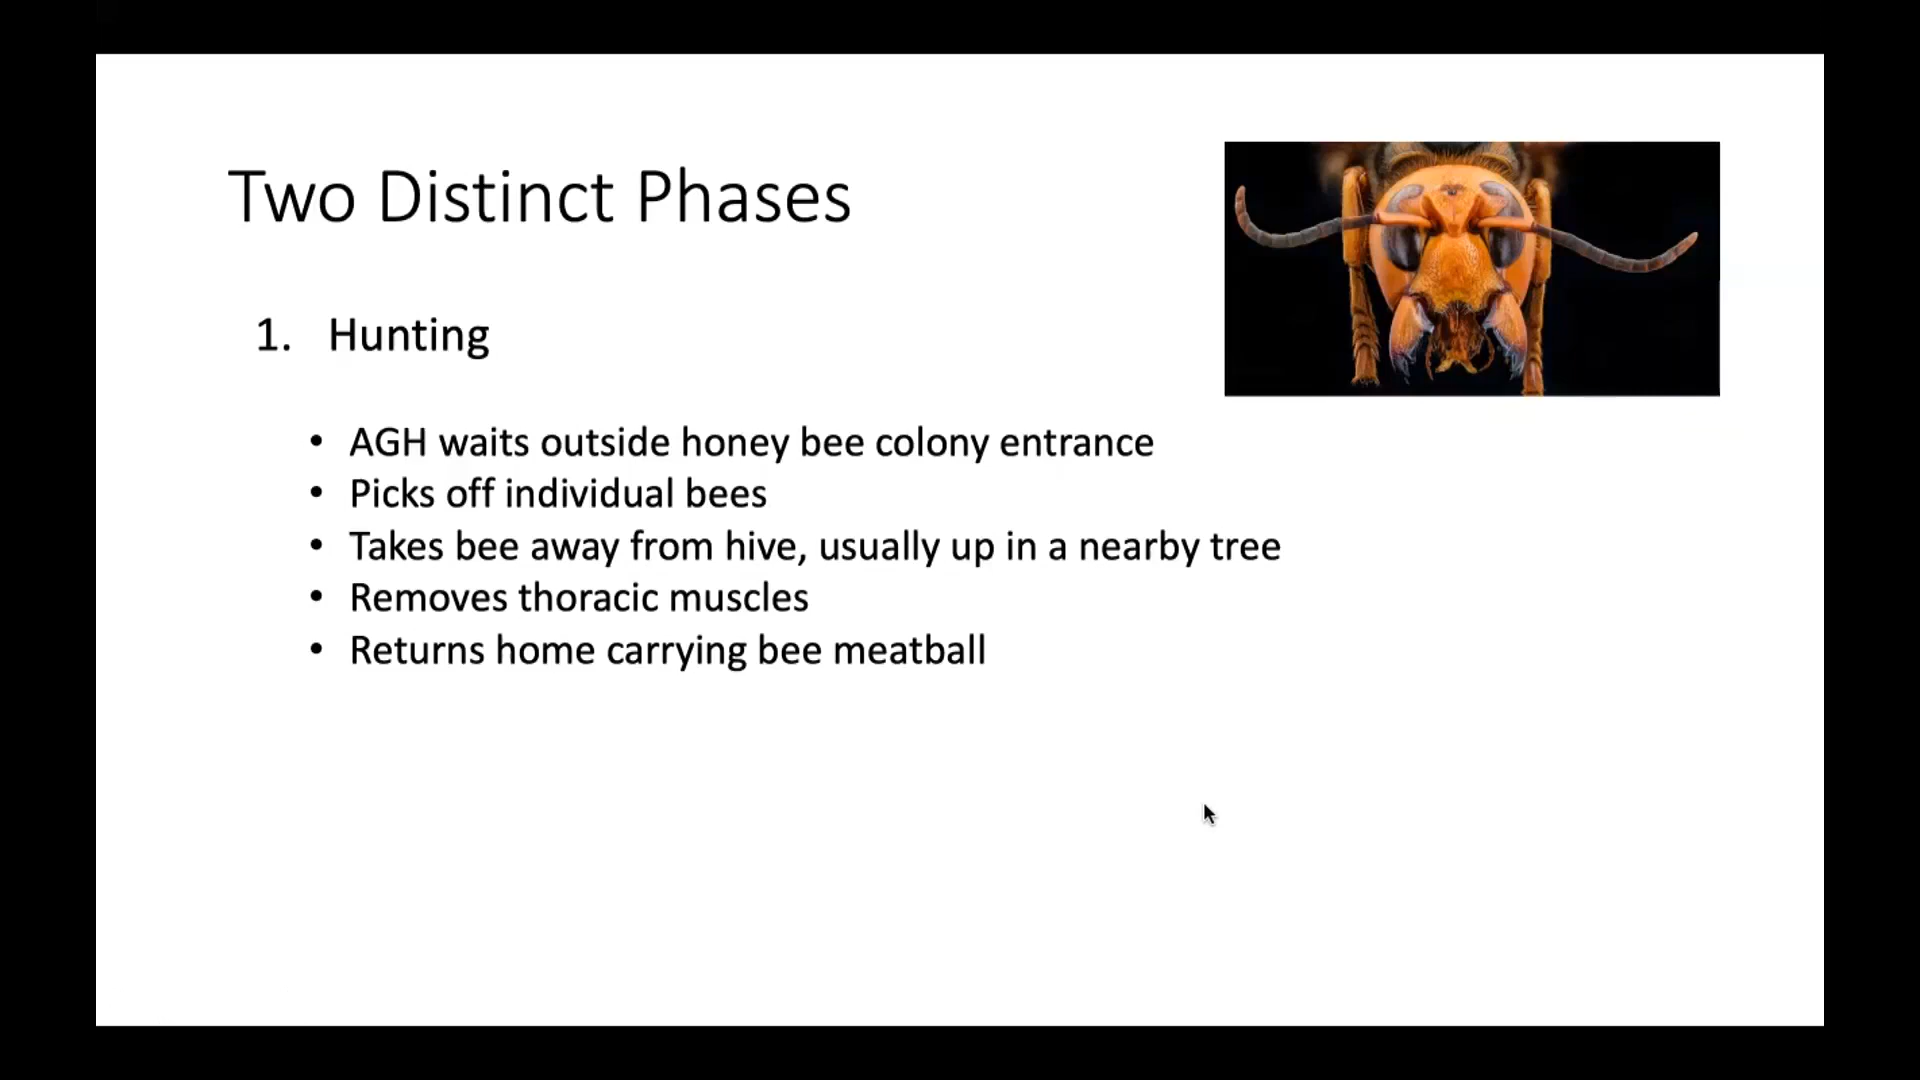 Two Distinct Phases
1. Hunting
• AGH waits outside honey bee colony entrance
• Picks off individual bees
• Takes bee away from hive, usually up in a nearby tree
• Removes thoracic muscles
• Returns home carrying bee meatball